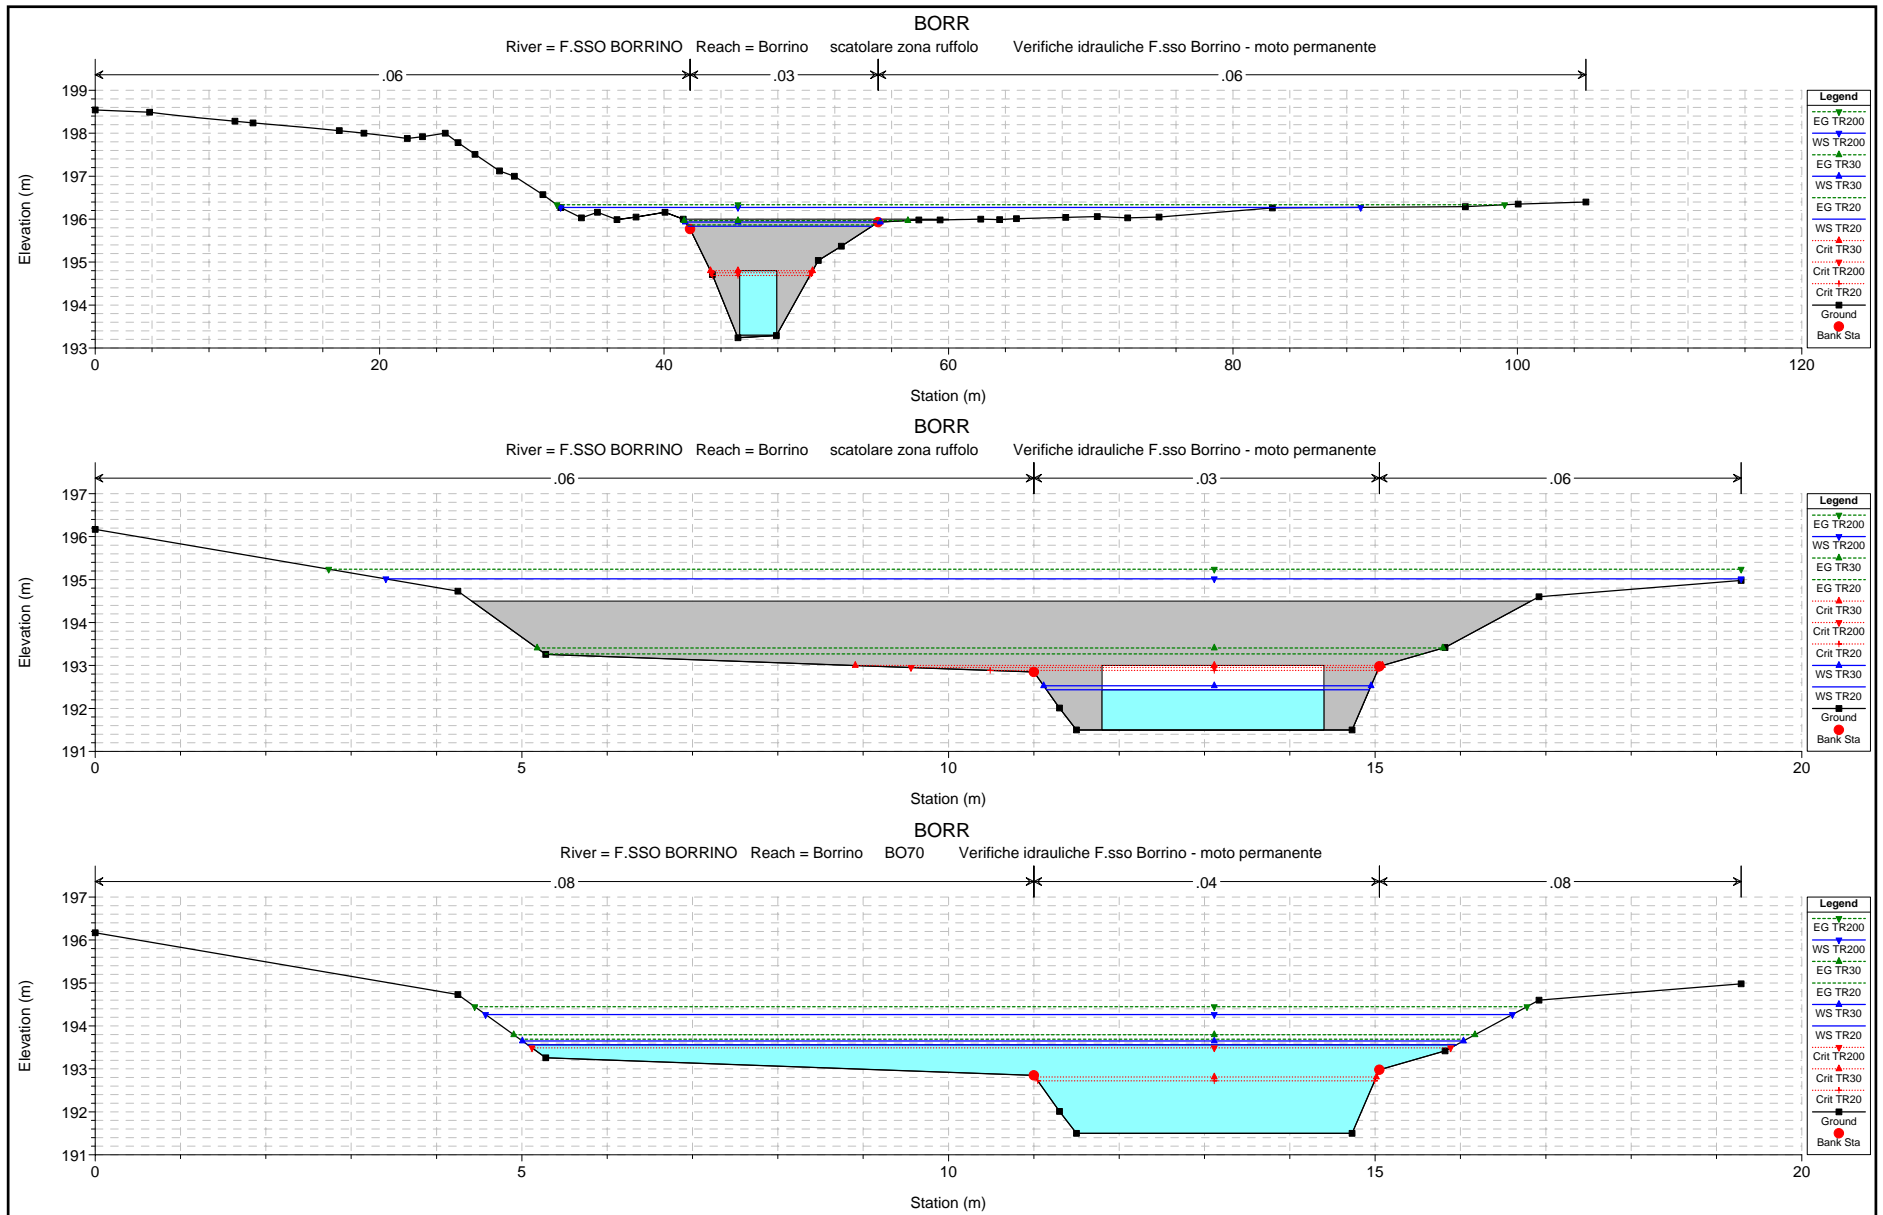 BORR
River = F.SSO BORRINO Reach = Borrino scatolare zona ruffolo Verifiche idrauliche F.sso Borrino - moto permanente
.06 .03 .06
199
198
197
196
195
194
193
Elevation (m)
0 20 40 60 80 100 120
Station (m)
Legend
EG TR200
WS TR200
EG TR30
WS TR30
EG TR20
WS TR20
Crit TR30
Crit TR200
Crit TR20
Ground
Bank Sta
BORR
River = F.SSO BORRINO Reach = Borrino scatolare zona ruffolo Verifiche idrauliche F.sso Borrino - moto permanente
.06 .03 .06
197
196
195
194
193
192
191
Elevation (m)
0 5 10 15 20
Station (m)
Legend
EG TR200
WS TR200
EG TR30
EG TR20
Crit TR30
Crit TR200
Crit TR20
WS TR30
WS TR20
Ground
Bank Sta
BORR
River = F.SSO BORRINO Reach = Borrino BO70 Verifiche idrauliche F.sso Borrino - moto permanente
.08 .04 .08
197
196
195
194
193
192
191
Elevation (m)
0 5 10 15 20
Station (m)
Legend
EG TR200
WS TR200
EG TR30
EG TR20
WS TR30
WS TR20
Crit TR200
Crit TR30
Crit TR20
Ground
Bank Sta